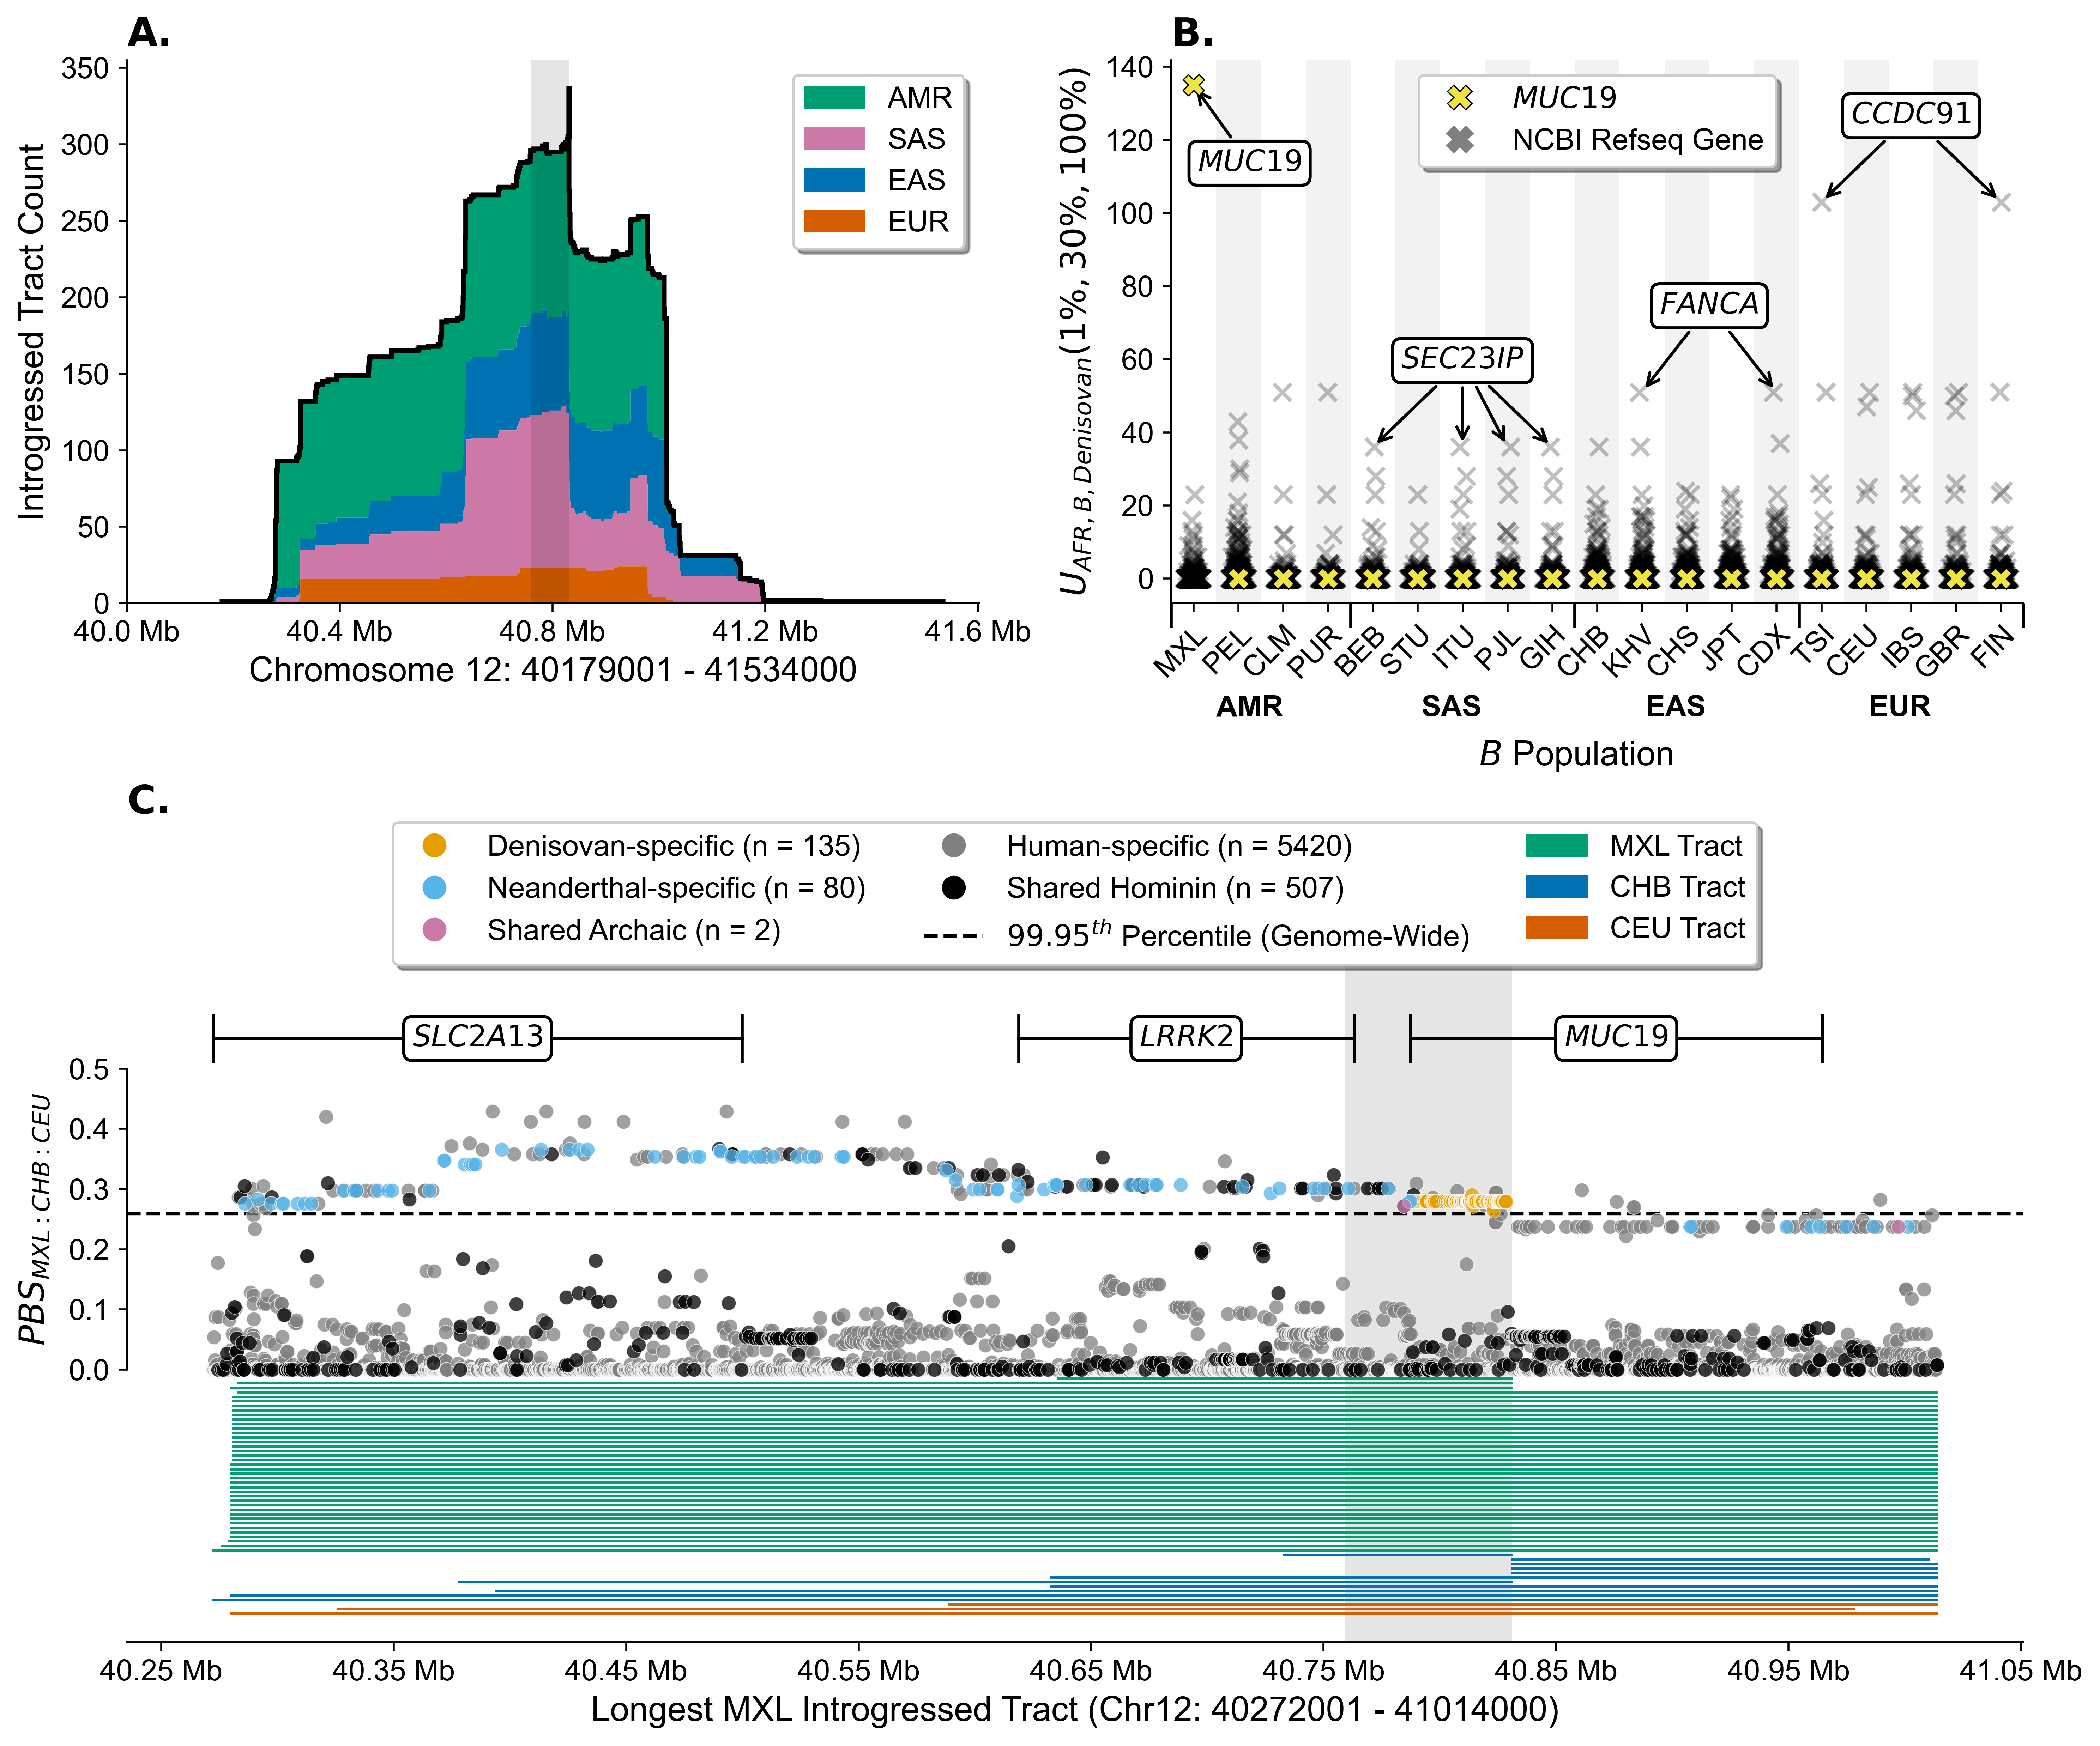 A.
350
300
250
200
150
100
50
0
Introgressed Tract Count
AMR
SAS
EAS
EUR
40.0 Mb 40.4 Mb 40.8 Mb 41.2 Mb 41.6 Mb
Chromosome 12: 40179001 - 41534000
B.
140
120
100
80
60
40
20
0
U_{AFR, B, Denisovan}(1%, 30%, 100%)
MUC19
NCBI Refseq Gene
MUC19
CCDC91
FANCA
SEC23IP
MXL PEL CLM PUR BEB STU ITU PJL GIH CHB KHV CHS JPT CDX TSI CEU IBS GBR FIN
AMR SAS EAS EUR
B Population
C.
Denisovan-specific (n = 135)
Neanderthal-specific (n = 80)
Shared Archaic (n = 2)
Human-specific (n = 5420)
Shared Hominin (n = 507)
99.95^{th} Percentile (Genome-Wide)
MXL Tract
CHB Tract
CEU Tract
SLC2A13 LRRK2 MUC19
0.5
0.4
0.3
0.2
0.1
0.0
PBS_{MXL : CHB : CEU}
40.25 Mb 40.35 Mb 40.45 Mb 40.55 Mb 40.65 Mb 40.75 Mb 40.85 Mb 40.95 Mb 41.05 Mb
Longest MXL Introgressed Tract (Chr12: 40272001 - 41014000)